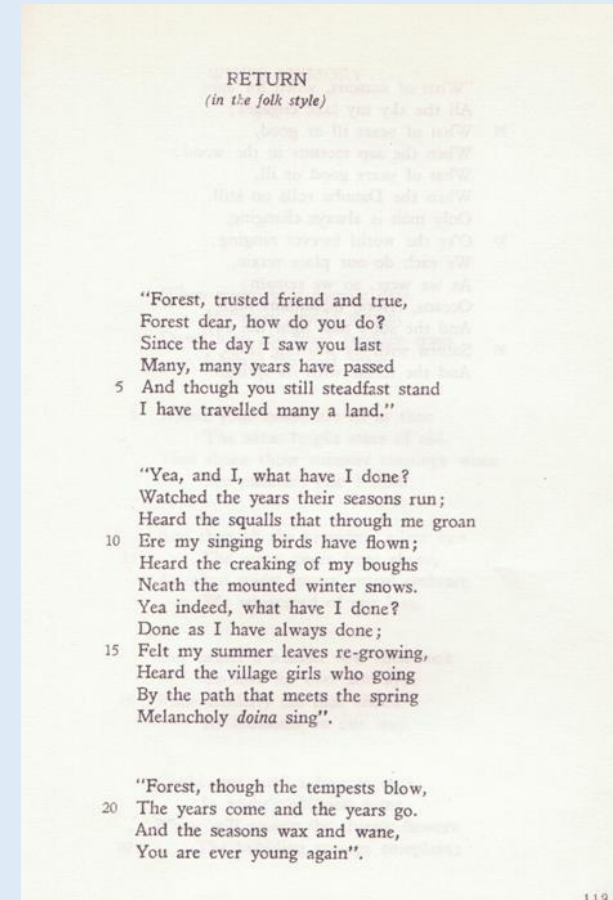 RETURN
(in the folk style)
"Forest, trusted friend and true,
Forest dear, how do you do?
Since the day I saw you last
Many, many years have passed
5 And though you still steadfast stand
I have travelled many a land."
"Yea, and I, what have I done?
Watched the years their seasons run;
Heard the squalls that through me groan
10 Ere my singing birds have flown;
Heard the creaking of my boughs
Neath the mounted winter snows.
Yea indeed, what have I done?
Done as I have always done;
15 Felt my summer leaves re-growing,
Heard the village girls who going
By the path that meets the spring
Melancholy doina sing".
"Forest, though the tempests blow,
20 The years come and the years go.
And the seasons wax and wane,
You are ever young again".